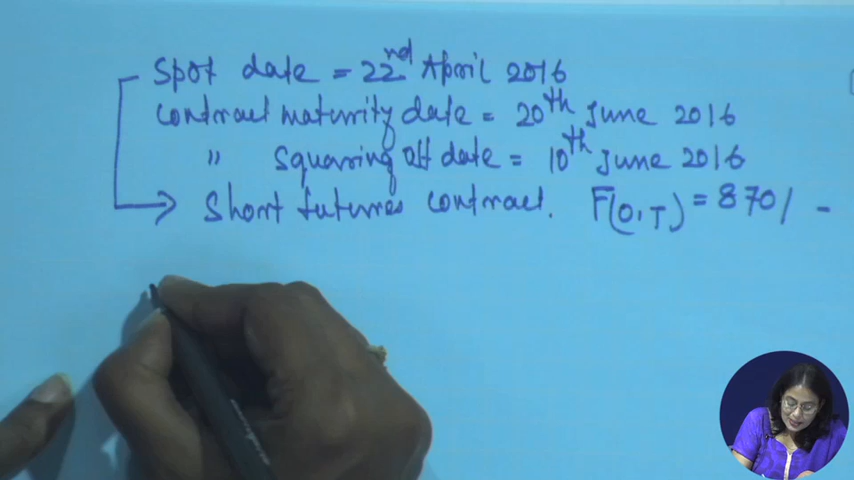 Spot date = 22nd April 2016
Contract maturity date = 20th June 2016
" Squaring off date = 10th June 2016
Short futures contract. F(0,T) = 870/-